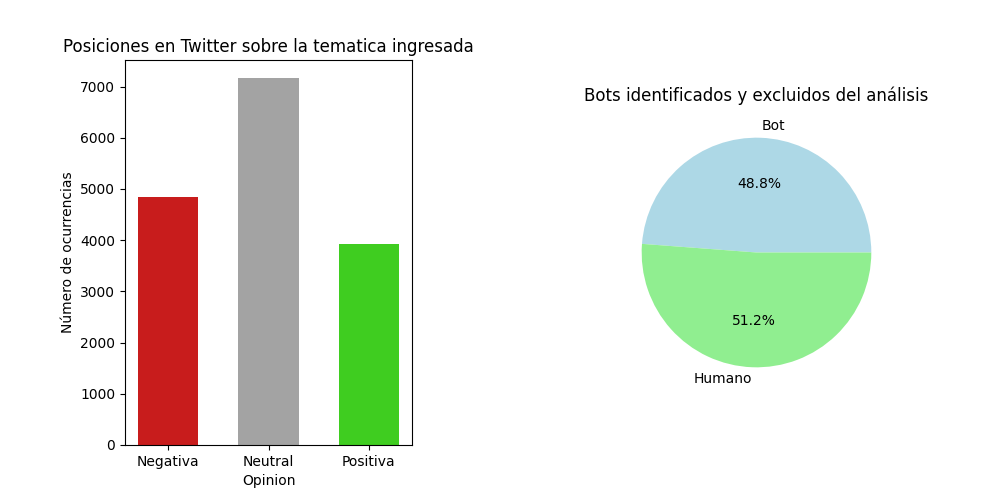 Posiciones en Twitter sobre la tematica ingresada
Número de ocurrencias
7000
6000
5000
4000
3000
2000
1000
0
Negativa
Neutral
Positiva
Opinion
Bots identificados y excluidos del análisis
Bot
48.8%
51.2%
Humano